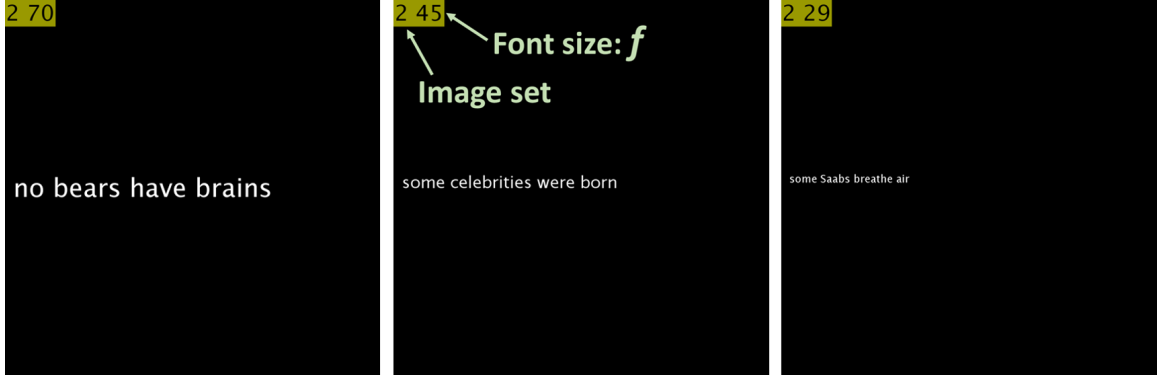 2 70
no bears have brains
2 45
Font size: f
Image set
some celebrities were born
2 29
some Saabs breathe air